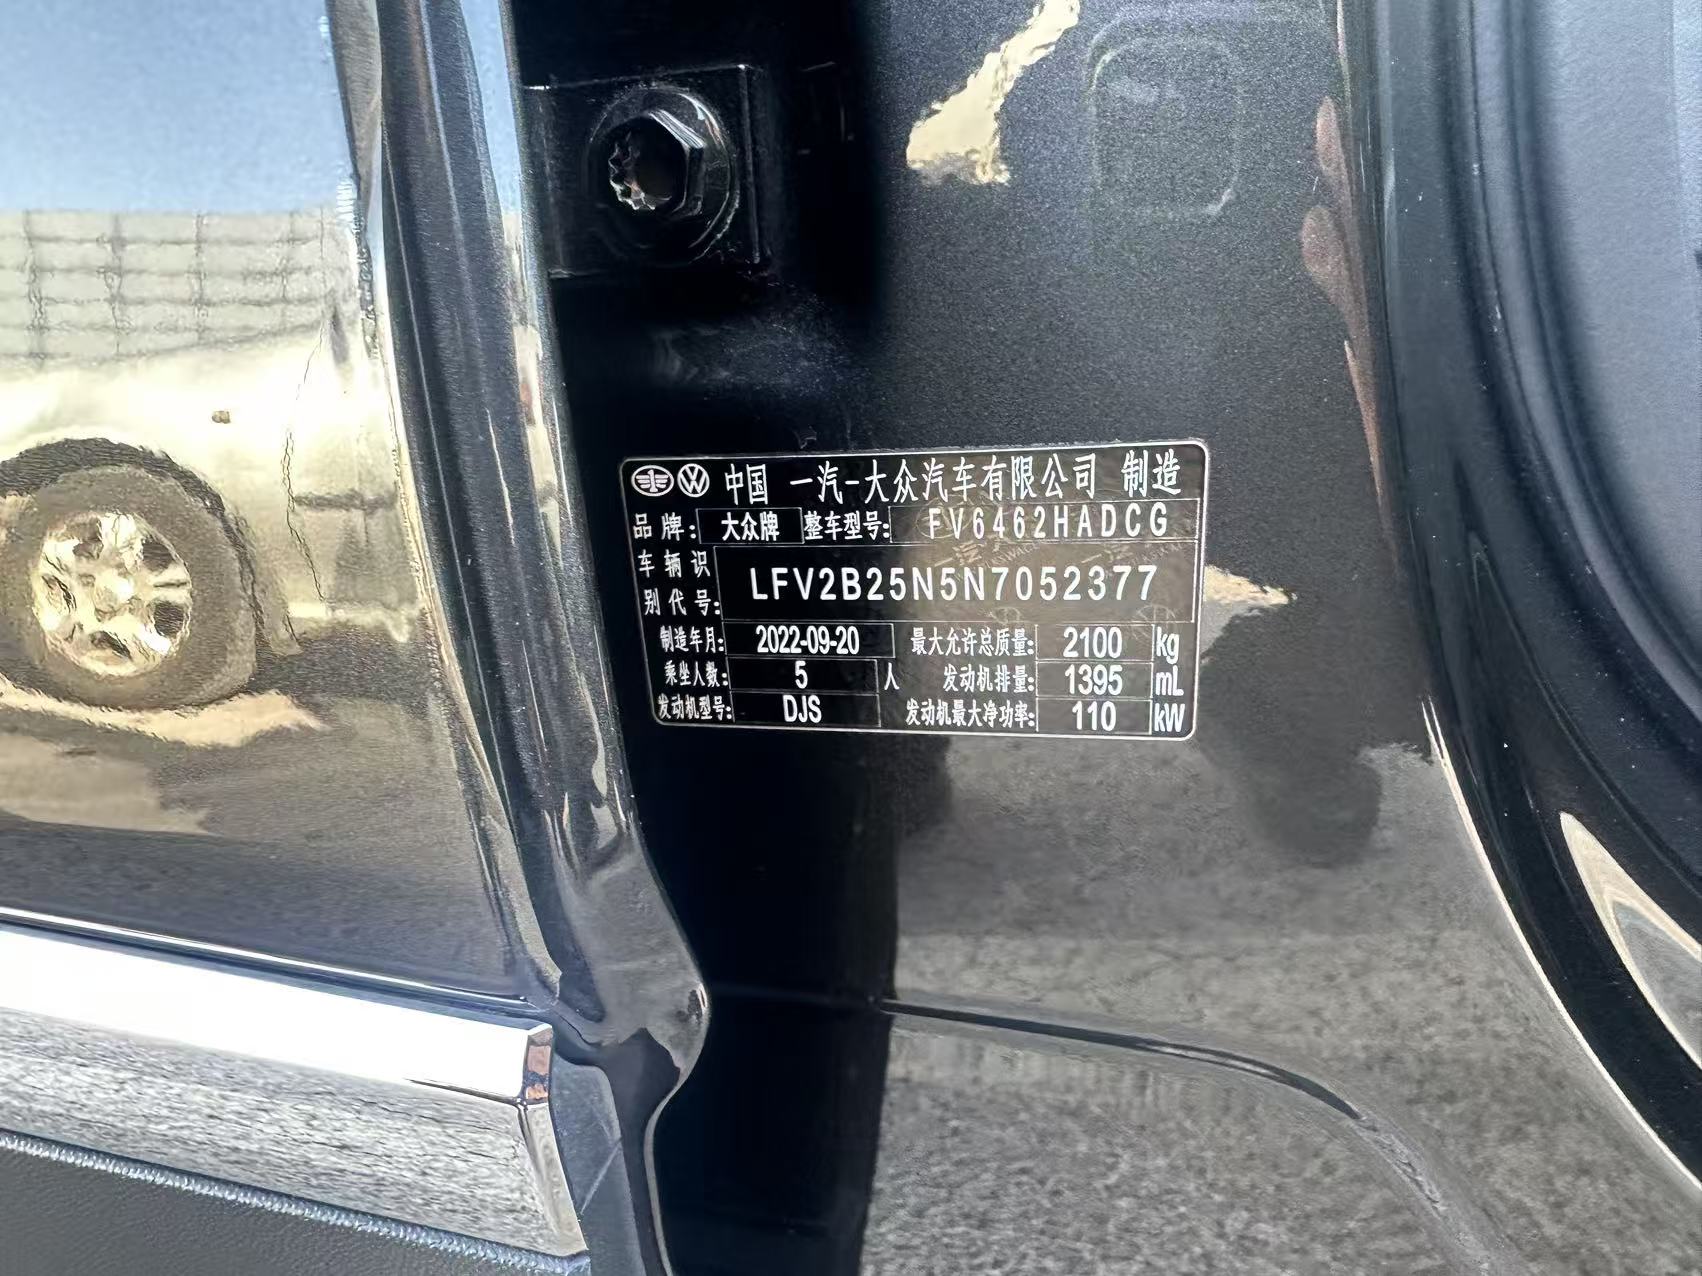 中国 一汽-大众汽车有限公司 制造
品牌: 大众牌 整车型号: FV6462HADCG
车辆识别代号: LFV2B25N5N7052377
制造年月: 2022-09-20 最大允许总质量: 2100 kg
乘坐人数: 5 人 发动机排量: 1395 mL
发动机型号: DJS 发动机最大净功率: 110 kW